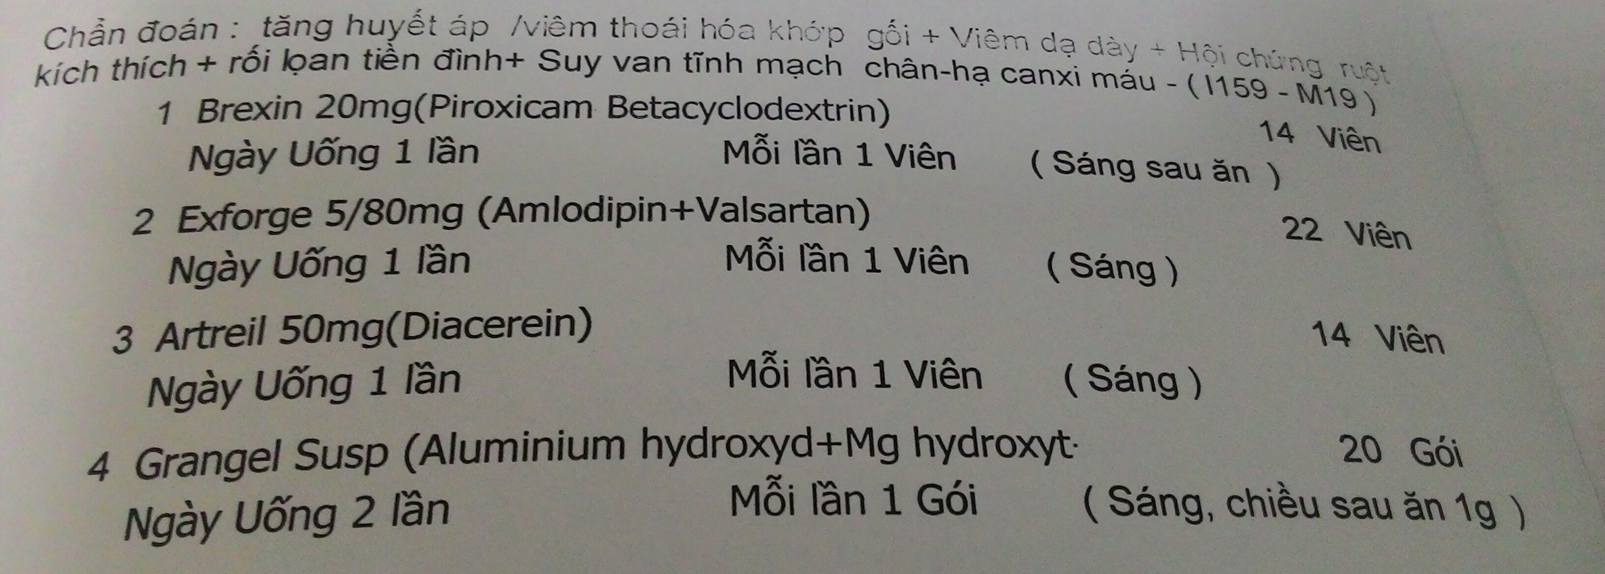 Chẩn đoán : tăng huyết áp /viêm thoái hóa khớp gối + Viêm dạ dày + Hội chứng ruột
kích thích + rối lọan tiền đình+ Suy van tĩnh mạch chân-hạ canxi máu - ( I159 - M19 )
1 Brexin 20mg(Piroxicam Betacyclodextrin) 14 Viên
Ngày Uống 1 lần Mỗi lần 1 Viên ( Sáng sau ăn )
2 Exforge 5/80mg (Amlodipin+Valsartan) 22 Viên
Ngày Uống 1 lần Mỗi lần 1 Viên ( Sáng )
3 Artreil 50mg(Diacerein) 14 Viên
Ngày Uống 1 lần Mỗi lần 1 Viên ( Sáng )
4 Grangel Susp (Aluminium hydroxyd+Mg hydroxyt 20 Gói
Ngày Uống 2 lần Mỗi lần 1 Gói ( Sáng, chiều sau ăn 1g )